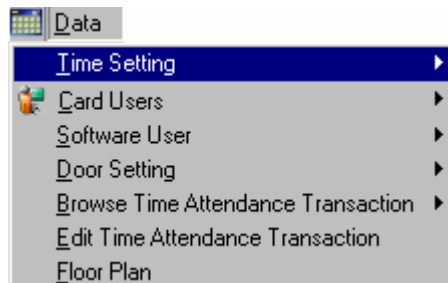 Data
Time Setting
Card Users
Software User
Door Setting
Browse Time Attendance Transaction
Edit Time Attendance Transaction
Floor Plan